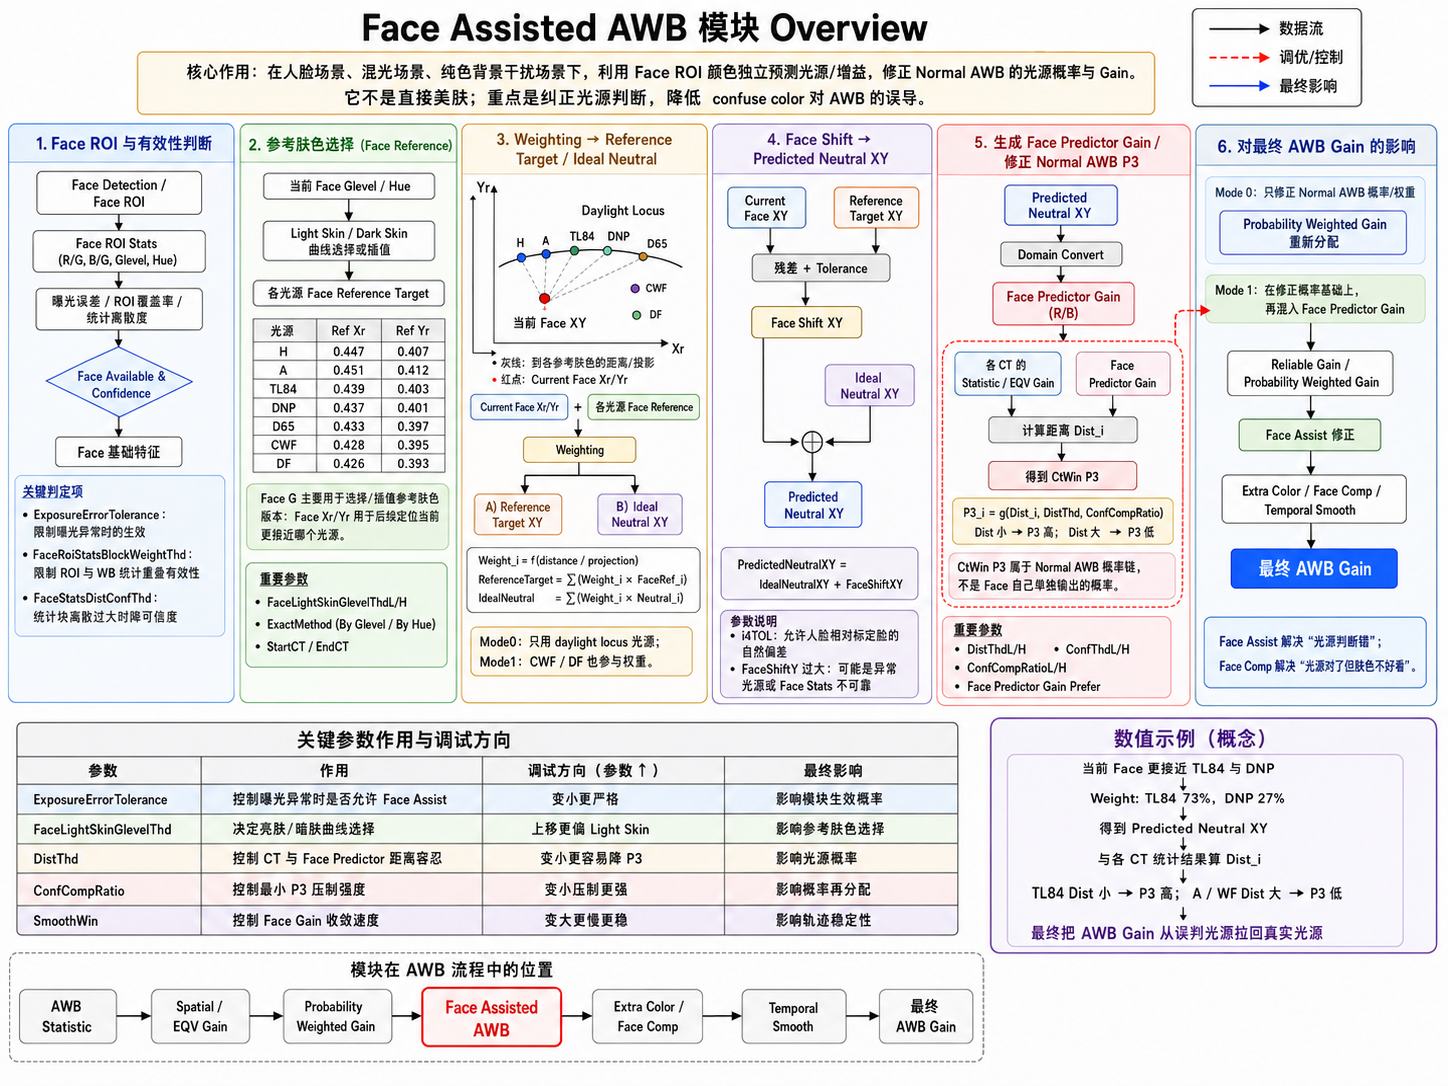 Face Assisted AWB 模块 Overview
核心作用：在人脸场景、混光场景、纯色背景干扰场景下，利用 Face ROI 颜色独立预测光源/增益，修正 Normal AWB 的光源概率与 Gain。
它不是直接美肤；重点是纠正光源判断，降低 confuse color 对 AWB 的误导。
数据流
调优/控制
最终影响
1. Face ROI 与有效性判断
Face Detection /
Face ROI
Face ROI Stats
(R/G, B/G, Glevel, Hue)
曝光误差 / ROI 覆盖率 /
统计离散度
Face Available &
Confidence
Face 基础特征
关键判定项
• ExposureErrorTolerance：
限制曝光异常时的生效
• FaceRoiStatsBlockWeightThd：
限制 ROI 与 WB 统计重叠有效性
• FaceStatsDistConfThd：
统计块离散过大时降可信度
2. 参考肤色选择 (Face Reference)
当前 Face Glevel / Hue
Light Skin / Dark Skin
曲线选择或插值
各光源 Face Reference Target
光源 Ref Xr Ref Yr
H 0.447 0.407
A 0.451 0.412
TL84 0.439 0.403
DNP 0.437 0.401
D65 0.433 0.397
CWF 0.428 0.395
DF 0.426 0.393
Face G 主要用于选择/插值参考肤色
版本：Face Xr/Yr 用于后续定位当前
更接近哪个光源。
重要参数
• FaceLightSkinGlevelThdL/H
• ExactMethod (By Glevel / By Hue)
• StartCT / EndCT
3. Weighting → Reference
Target / Ideal Neutral
Yr
Daylight Locus
H A TL84 DNP D65
CWF
DF
当前 Face XY
Xr
• 灰线：到各参考肤色的距离/投影
• 红点：Current Face Xr/Yr
Current Face Xr/Yr + 各光源 Face Reference
Weighting
A) Reference
Target XY
B) Ideal
Neutral XY
Weight_i = f(distance / projection)
ReferenceTarget = ∑(Weight_i × FaceRef_i)
IdealNeutral = ∑(Weight_i × Neutral_i)
Mode0：只用 daylight locus 光源；
Mode1：CWF / DF 也参与权重。
4. Face Shift →
Predicted Neutral XY
Current
Face XY
Reference
Target XY
残差 + Tolerance
Face Shift XY
Ideal
Neutral XY
Predicted
Neutral XY
PredictedNeutralXY =
IdealNeutralXY + FaceShiftXY
参数说明
• i4TOL：允许人脸相对标定脸的
自然偏差
• FaceShiftY 过大：可能是异常
光源或 Face Stats 不可靠
5. 生成 Face Predictor Gain /
修正 Normal AWB P3
Predicted
Neutral XY
Domain Convert
Face Predictor Gain
(R/B)
各 CT 的
Statistic / EQV Gain
Face
Predictor Gain
计算距离 Dist_i
得到 CtWin P3
P3_i = g(Dist_i, DistThd, ConfCompRatio)
Dist 小 → P3 高； Dist 大 → P3 低
CtWin P3 属于 Normal AWB 概率链，
不是 Face 自己单独输出的概率。
重要参数
• DistThdL/H • ConfThdL/H
• ConfCompRatioL/H
• Face Predictor Gain Prefer
6. 对最终 AWB Gain 的影响
Mode 0：只修正 Normal AWB 概率/权重
Probability Weighted Gain
重新分配
Mode 1：在修正概率基础上，
再混入 Face Predictor Gain
Reliable Gain /
Probability Weighted Gain
Face Assist 修正
Extra Color / Face Comp /
Temporal Smooth
最终 AWB Gain
Face Assist 解决 “光源判断错”；
Face Comp 解决 “光源对了但肤色不好看”。
关键参数作用与调试方向
参数 作用 调试方向（参数 ↑ ） 最终影响
ExposureErrorTolerance 控制曝光异常时是否允许 Face Assist 变小更严格 影响模块生效概率
FaceLightSkinGlevelThd 决定亮肤/暗肤曲线选择 上移更偏 Light Skin 影响参考肤色选择
DistThd 控制 CT 与 Face Predictor 距离容忍 变小更容易降 P3 影响光源概率
ConfCompRatio 控制最小 P3 压制强度 变小压制更强 影响概率再分配
SmoothWin 控制 Face Gain 收敛速度 变大更慢更稳 影响轨迹稳定性
数值示例（概念）
当前 Face 更接近 TL84 与 DNP
Weight: TL84 73%，DNP 27%
得到 Predicted Neutral XY
与各 CT 统计结果算 Dist_i
TL84 Dist 小 → P3 高； A / WF Dist 大 → P3 低
最终把 AWB Gain 从误判光源拉回真实光源
模块在 AWB 流程中的位置
AWB
Statistic
Spatial /
EQV Gain
Probability
Weighted Gain
Face Assisted
AWB
Extra Color /
Face Comp
Temporal
Smooth
最终
AWB Gain